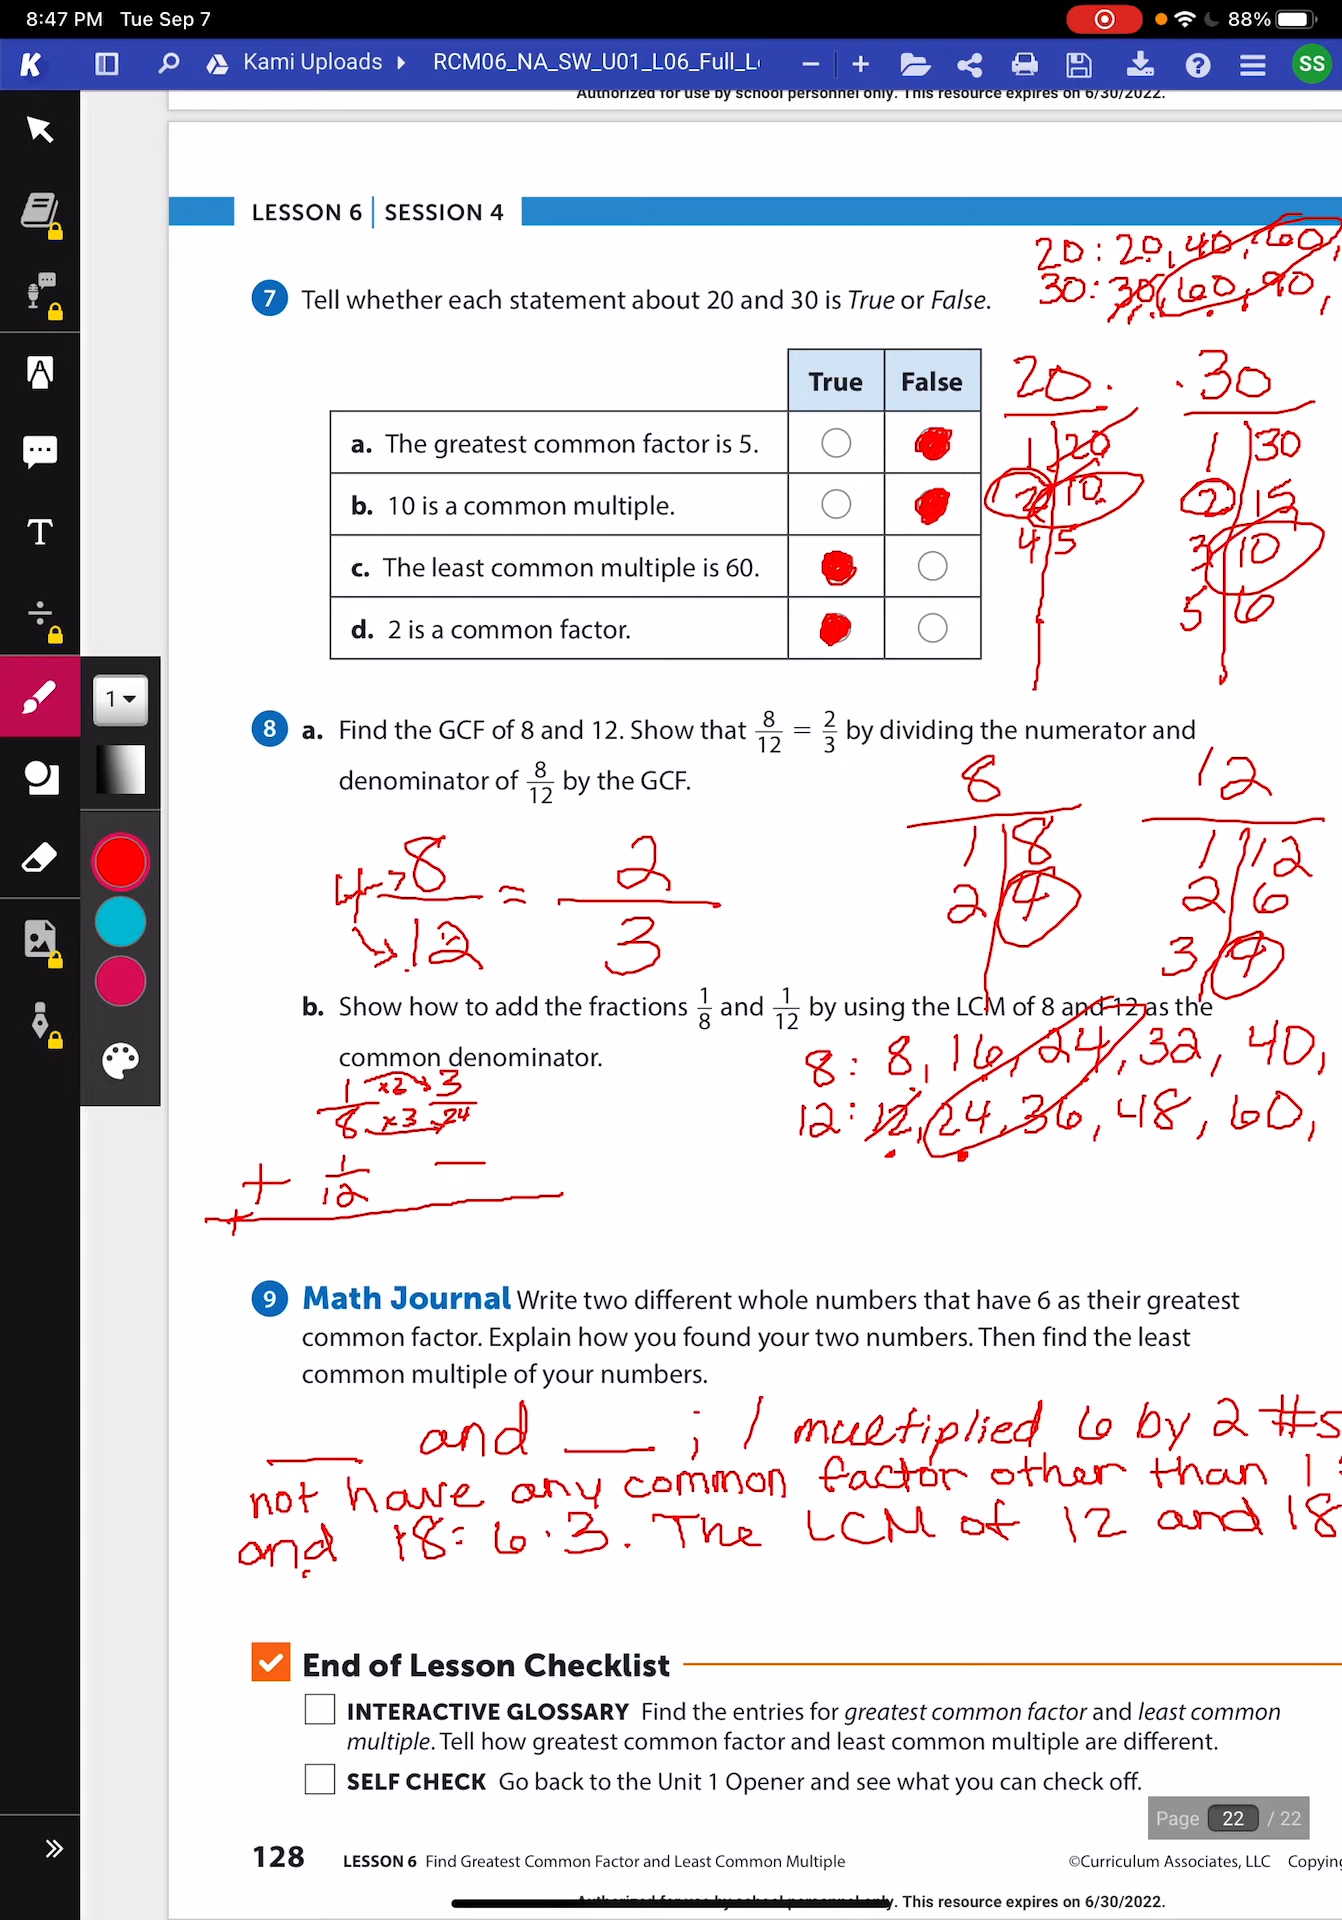 8:47 PM Tue Sep 7
88%
K
Kami Uploads
RCM06_NA_SW_U01_L06_Full_L
SS
Authorized for use by school personnel only. This resource expires on 6/30/2022.
LESSON 6 | SESSION 4
20: 20, 40, 60,
30: 30, 60, 90,
7 Tell whether each statement about 20 and 30 is True or False.
True False
a. The greatest common factor is 5.
b. 10 is a common multiple.
c. The least common multiple is 60.
d. 2 is a common factor.
20 30
1 20 1 30
2 10 2 15
4 5 3 10
5 6
8 a. Find the GCF of 8 and 12. Show that 8/12 = 2/3 by dividing the numerator and
denominator of 8/12 by the GCF.
8 12
1 8 1 12
2 4 2 6
3 4
4 8/12 = 2/3
b. Show how to add the fractions 1/8 and 1/12 by using the LCM of 8 and 12 as the
common denominator.
8: 8, 16, 24, 32, 40,
12: 12, 24, 36, 48, 60,
1/8 ×2 ×3 3/24
+ 1/12 —
9 Math Journal Write two different whole numbers that have 6 as their greatest
common factor. Explain how you found your two numbers. Then find the least
common multiple of your numbers.
___ and ___ ; I multiplied 6 by 2 #s
not have any common factor other than 1
and 18= 6·3. The LCM of 12 and 18
End of Lesson Checklist
INTERACTIVE GLOSSARY Find the entries for greatest common factor and least common
multiple. Tell how greatest common factor and least common multiple are different.
SELF CHECK Go back to the Unit 1 Opener and see what you can check off.
Page 22 / 22
128 LESSON 6 Find Greatest Common Factor and Least Common Multiple
©Curriculum Associates, LLC Copying
Authorized for use by school personnel only. This resource expires on 6/30/2022.
1
T